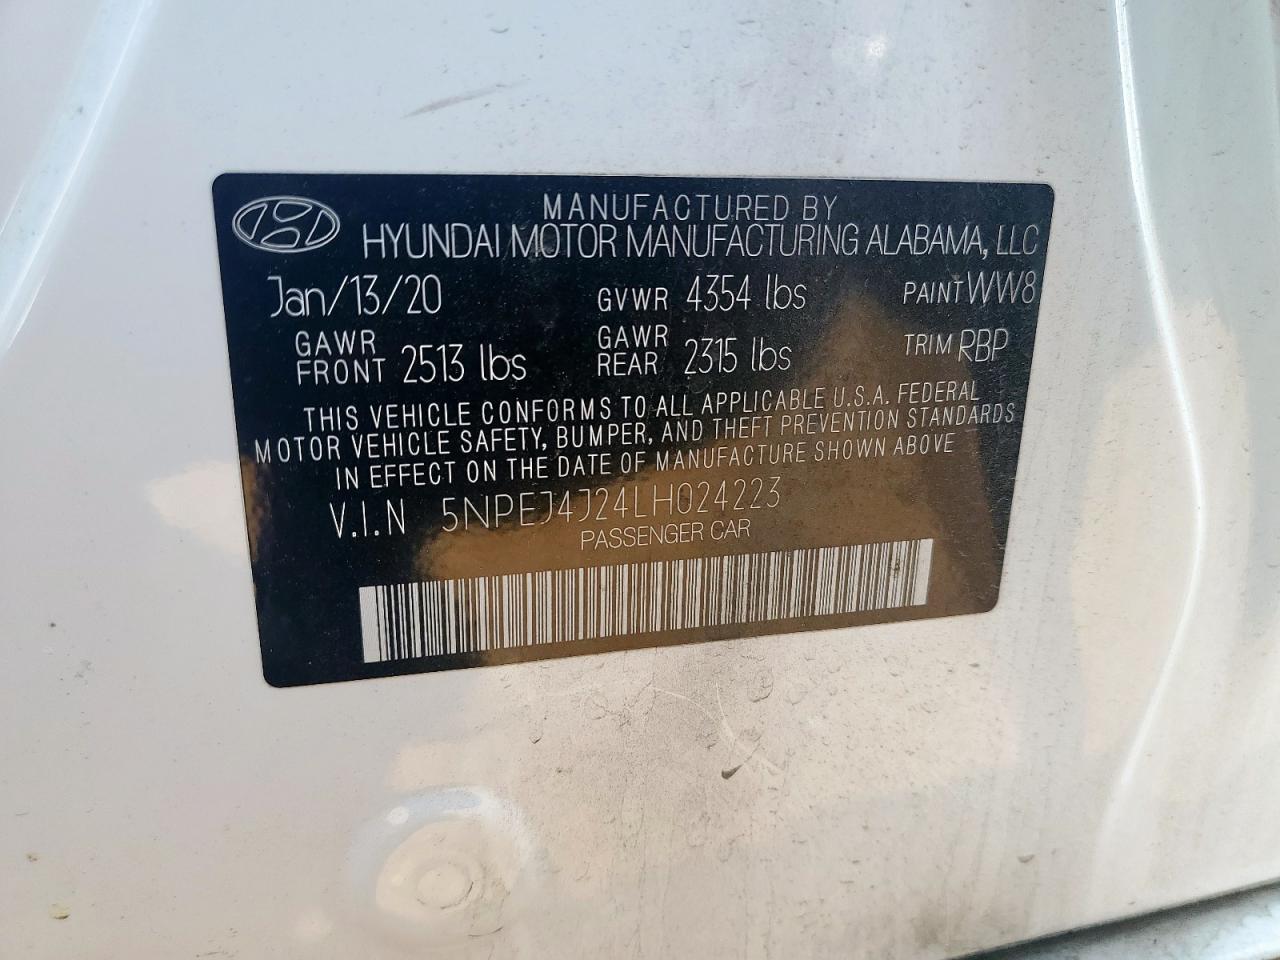 MANUFACTURED BY
HYUNDAI MOTOR MANUFACTURING ALABAMA, LLC
Jan/13/20 GVWR 4354 lbs PAINT WW8
GAWR FRONT 2513 lbs GAWR REAR 2315 lbs TRIM RBP
THIS VEHICLE CONFORMS TO ALL APPLICABLE U.S.A. FEDERAL
MOTOR VEHICLE SAFETY, BUMPER, AND THEFT PREVENTION STANDARDS
IN EFFECT ON THE DATE OF MANUFACTURE SHOWN ABOVE
V.I.N 5NPEJ4J24LH024223
PASSENGER CAR